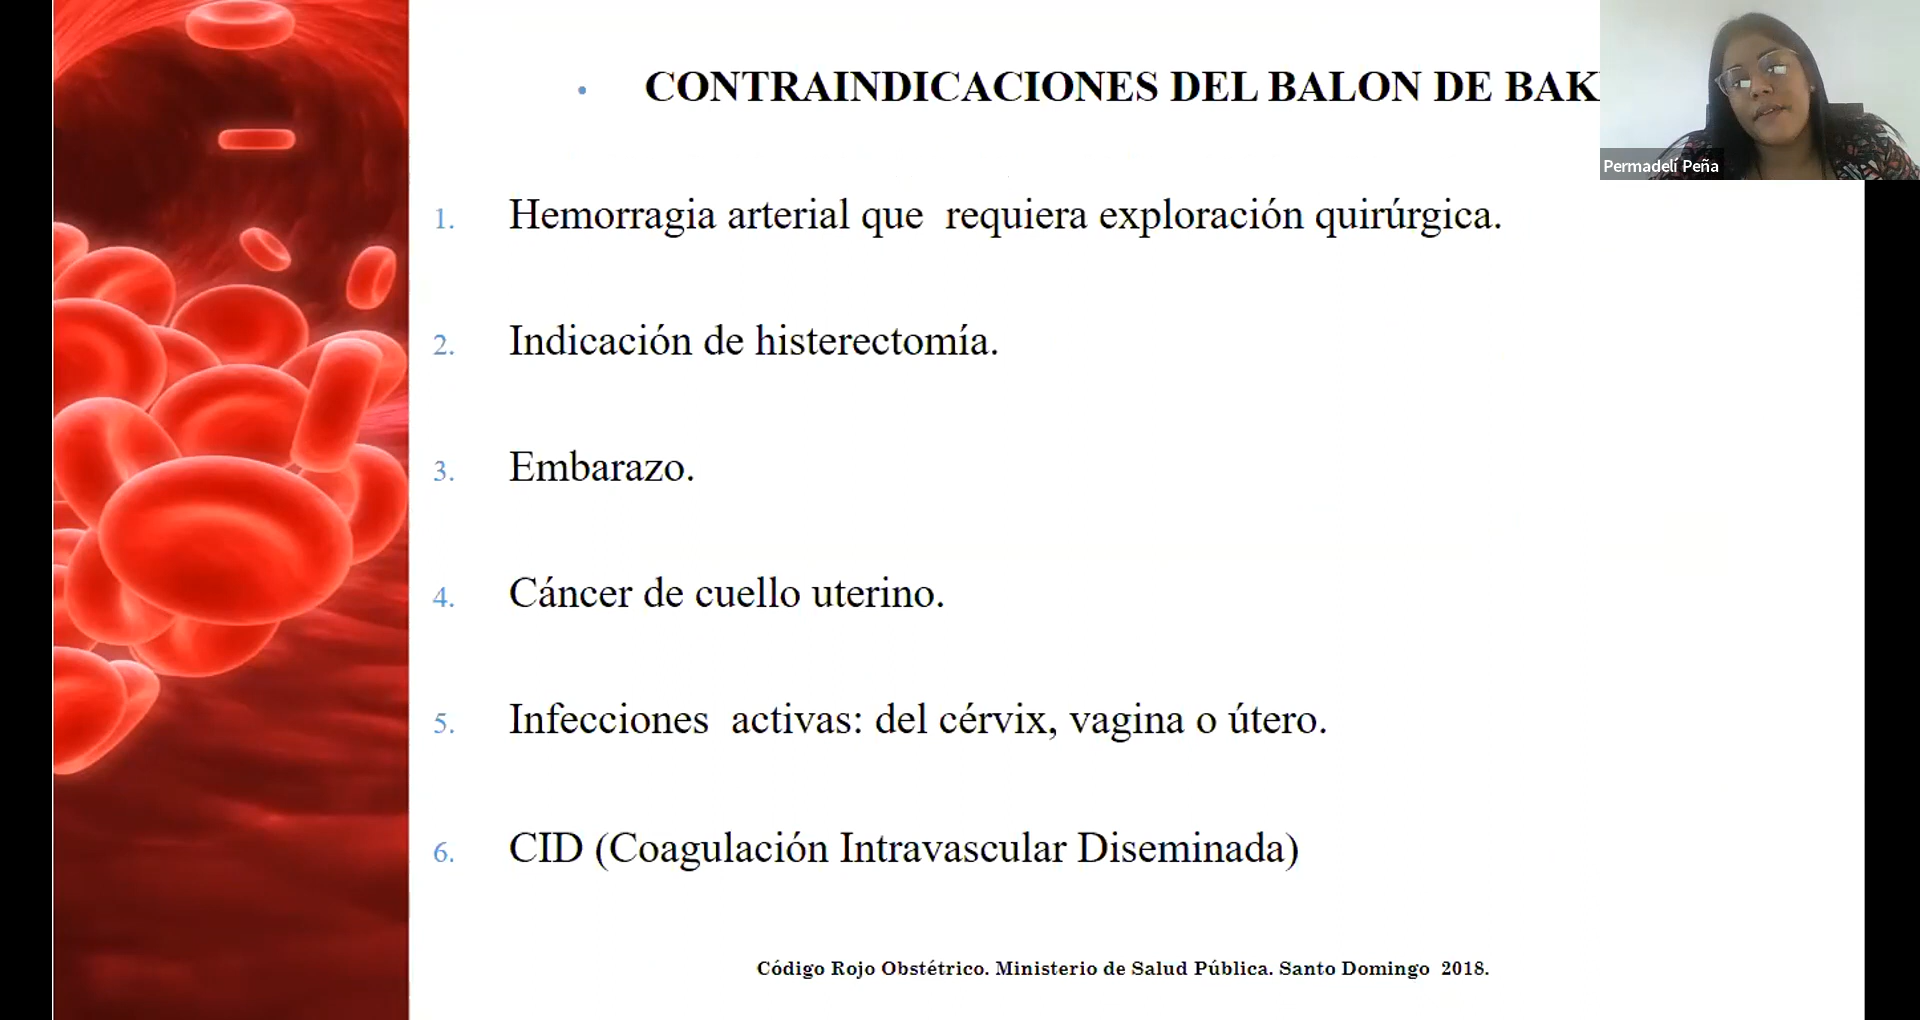 • CONTRAINDICACIONES DEL BALON DE BAK
Permadelí Peña
1. Hemorragia arterial que requiera exploración quirúrgica.
2. Indicación de histerectomía.
3. Embarazo.
4. Cáncer de cuello uterino.
5. Infecciones activas: del cérvix, vagina o útero.
6. CID (Coagulación Intravascular Diseminada)
Código Rojo Obstétrico. Ministerio de Salud Pública. Santo Domingo 2018.